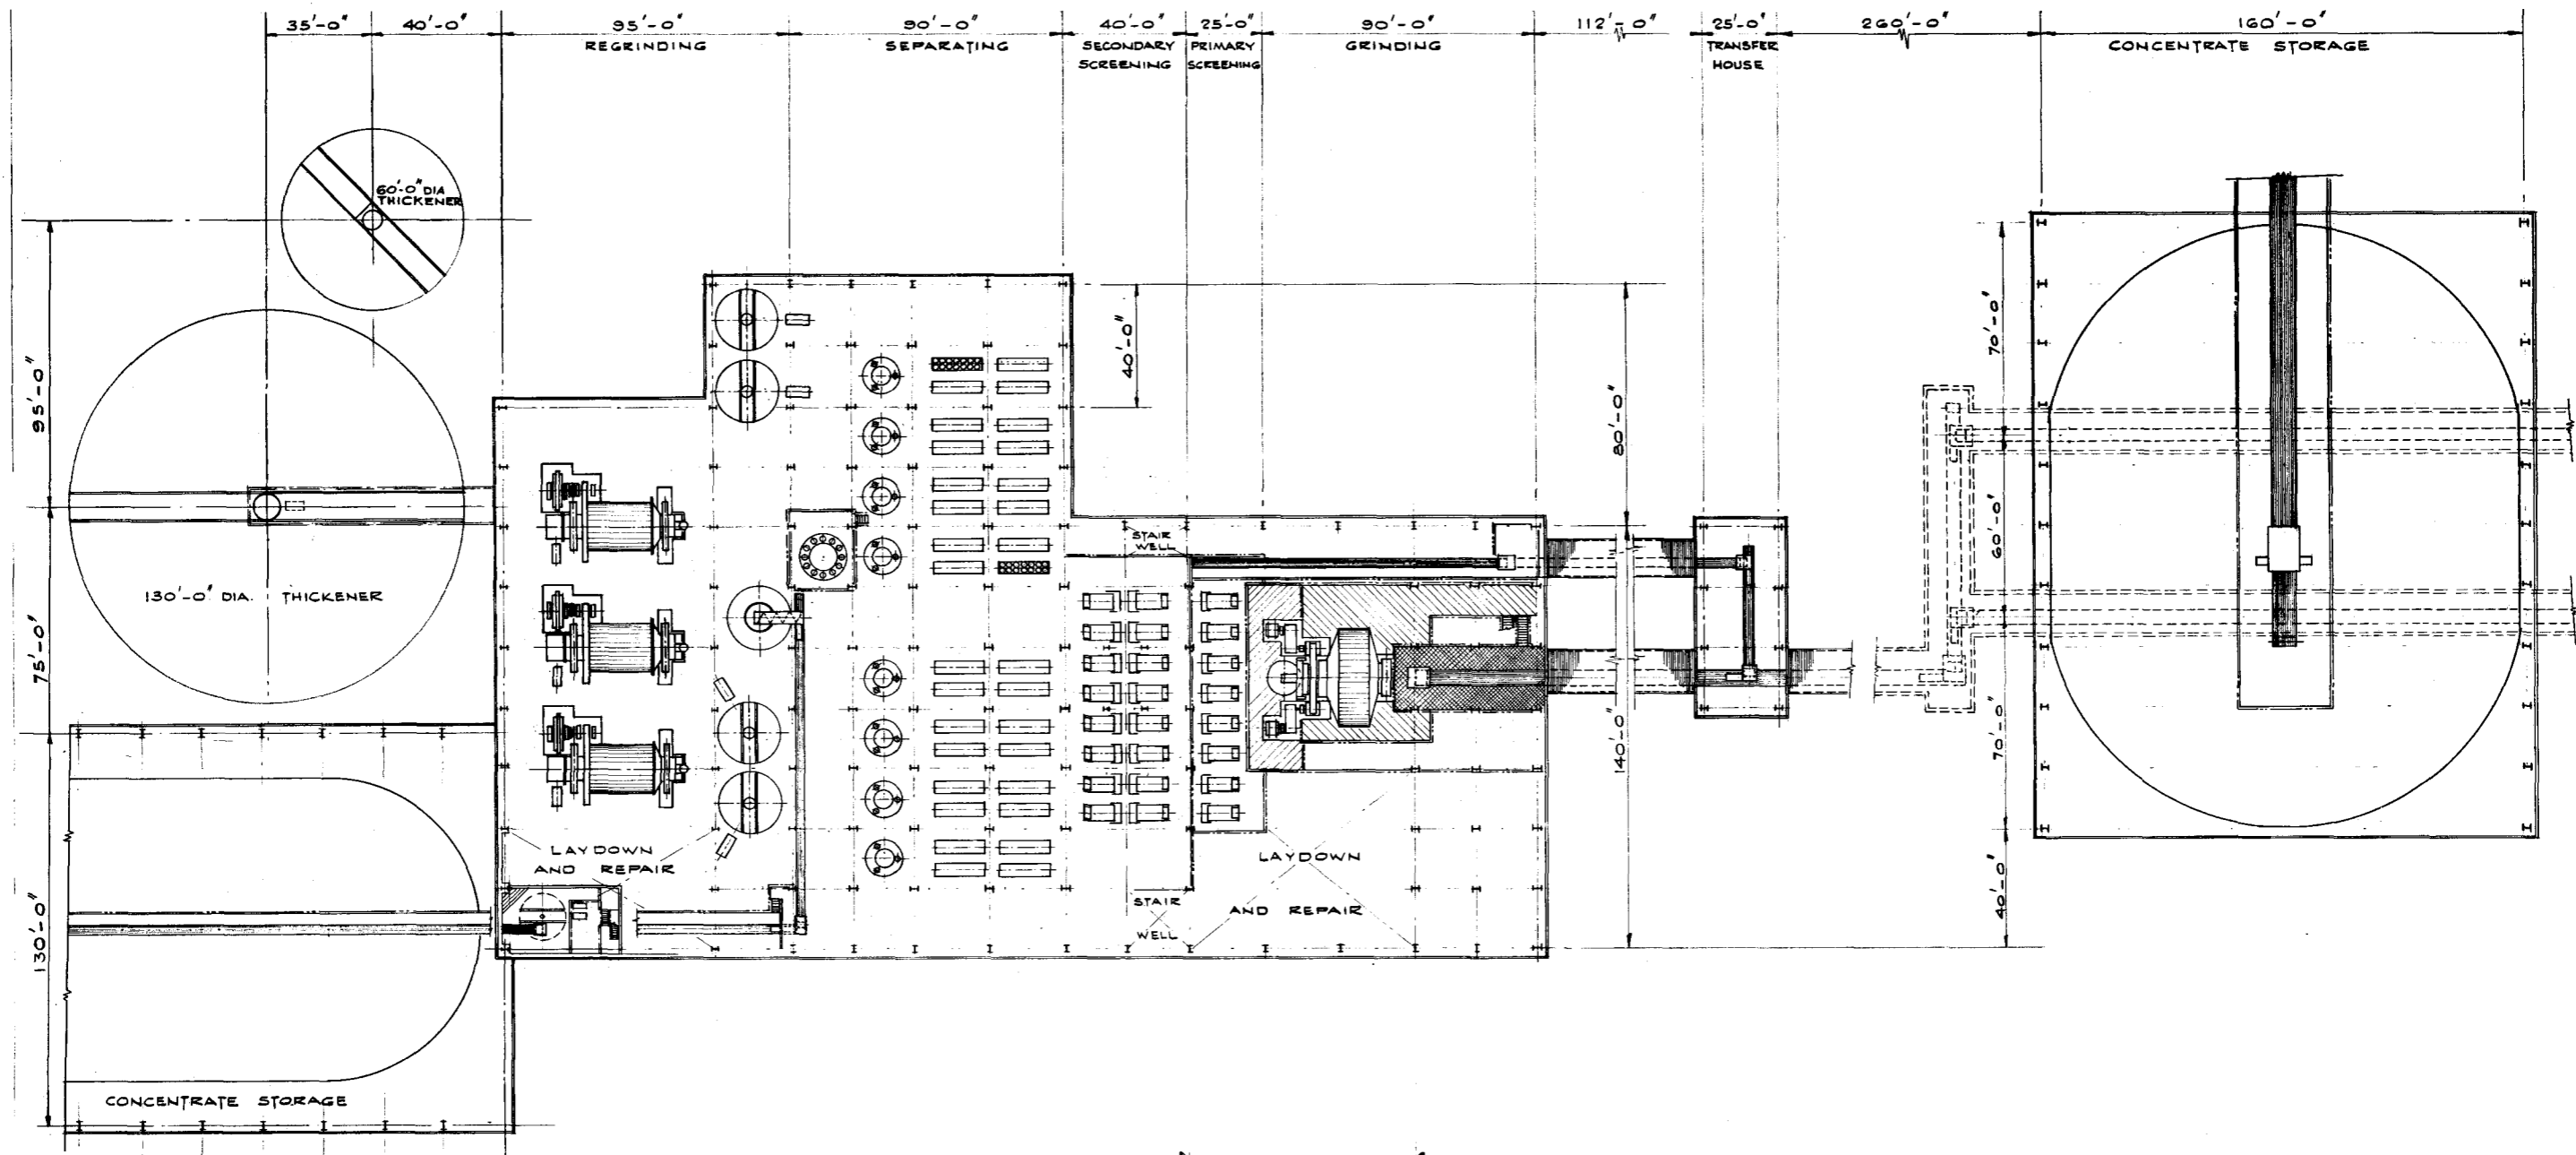 35'-0" 40'-0" 95'-0" 90'-0" 40'-0" 25'-0" 90'-0" 112'-0" 25'-0" 260'-0" 160'-0"
REGRINDING
SEPARATING
SECONDARY
SCREENING
PRIMARY
SCREENING
GRINDING
TRANSFER
HOUSE
CONCENTRATE STORAGE
60'-0" DIA
THICKENER
95'-0"
40'-0"
80'-0"
70'-0"
60'-0"
STAIR
WELL
130'-0" DIA. THICKENER
75'-0"
140'-0"
70'-0"
LAYDOWN
AND REPAIR
LAYDOWN
AND REPAIR
STAIR
WELL
40'-0"
130'-0"
CONCENTRATE STORAGE